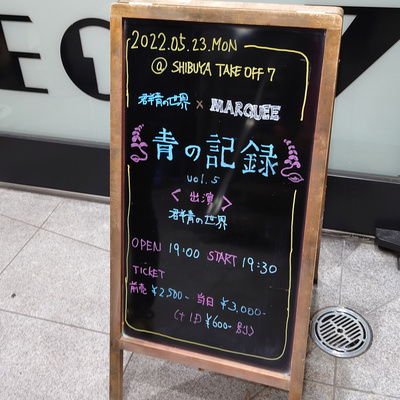 2022.05.23.MON
@ SHIBUYA TAKE OFF 7
群青の世界 × MARQUEE
青の記録
vol.5
<出演>
群青の世界
OPEN 19:00 START 19:30
TICKET
前売 ¥2500- 当日 ¥3,000-
(+1D ¥600- 別)